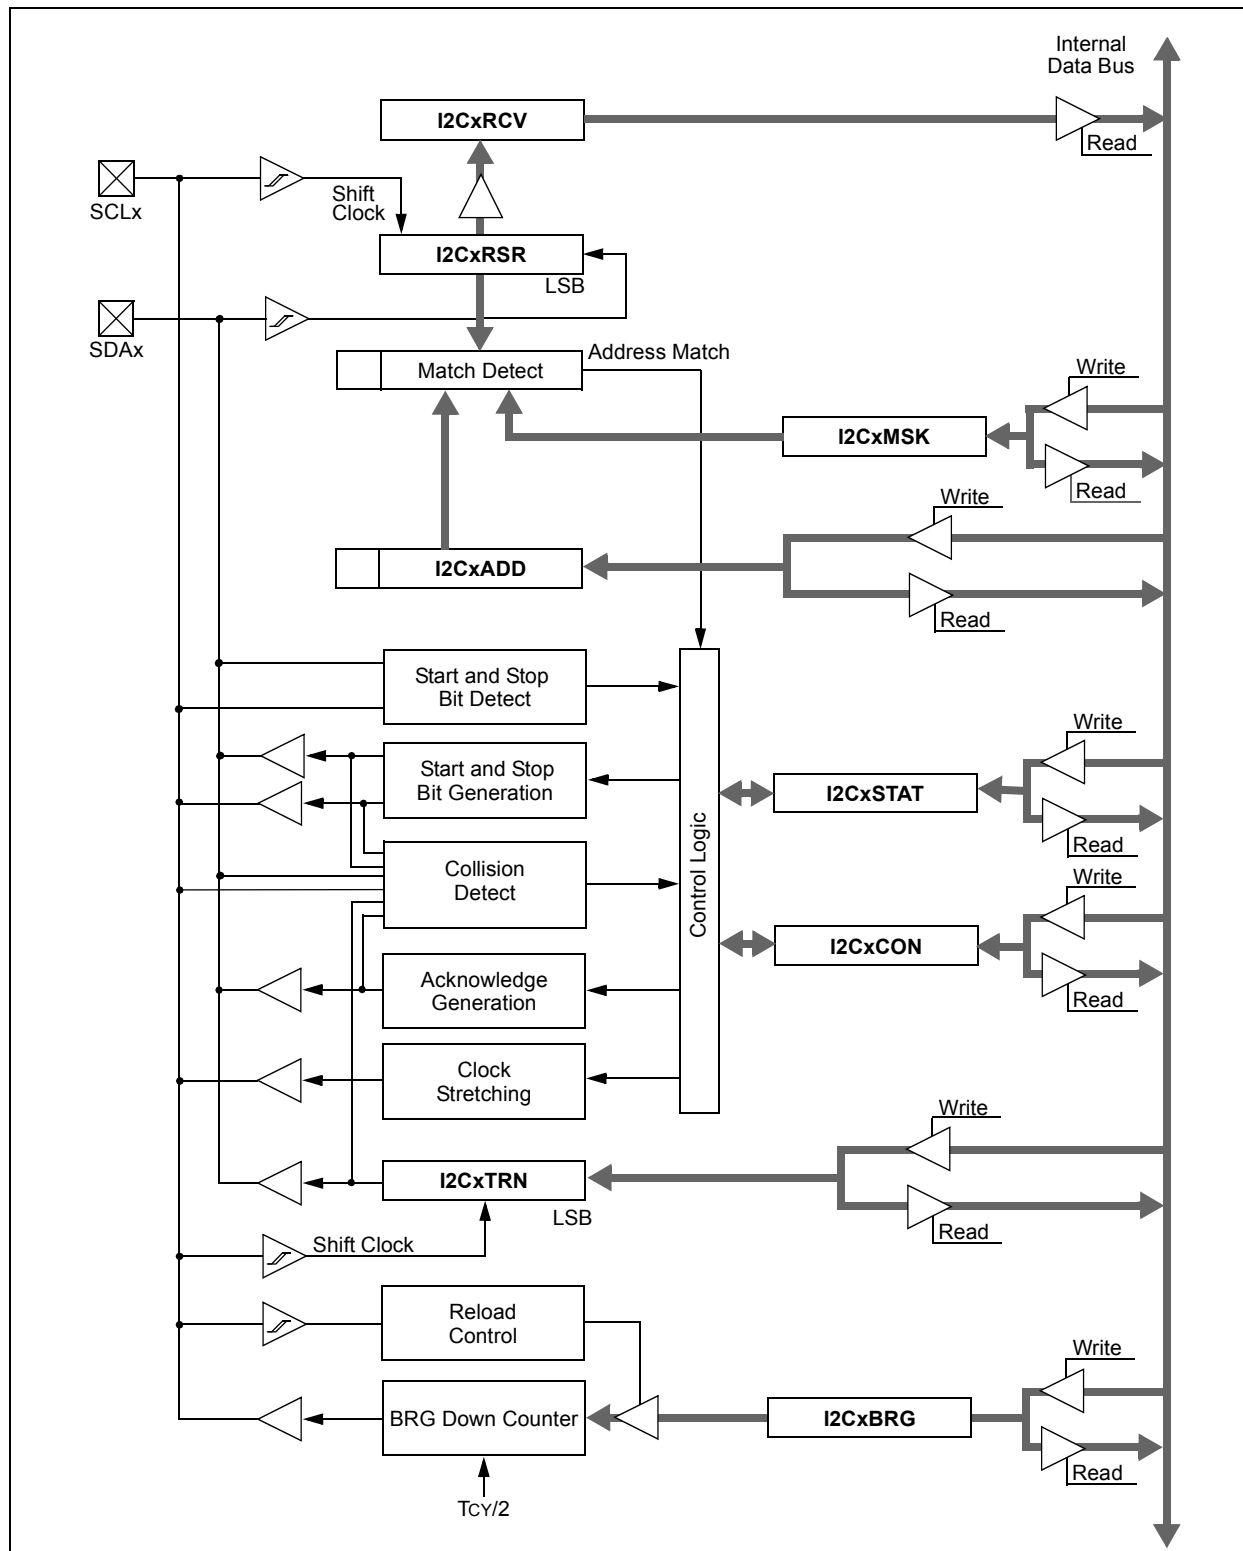 Internal
Data Bus
I2CxRCV
Read
SCLx
Shift
Clock
I2CxRSR
LSB
SDAx
Address Match
Match Detect
Write
I2CxMSK
Read
Write
I2CxADD
Read
Start and Stop
Bit Detect
Write
Start and Stop
Bit Generation
I2CxSTAT
Read
Control Logic
Collision
Detect
Write
I2CxCON
Read
Acknowledge
Generation
Clock
Stretching
Write
I2CxTRN
LSB
Read
Shift Clock
Reload
Control
Write
BRG Down Counter
I2CxBRG
Read
TCY/2